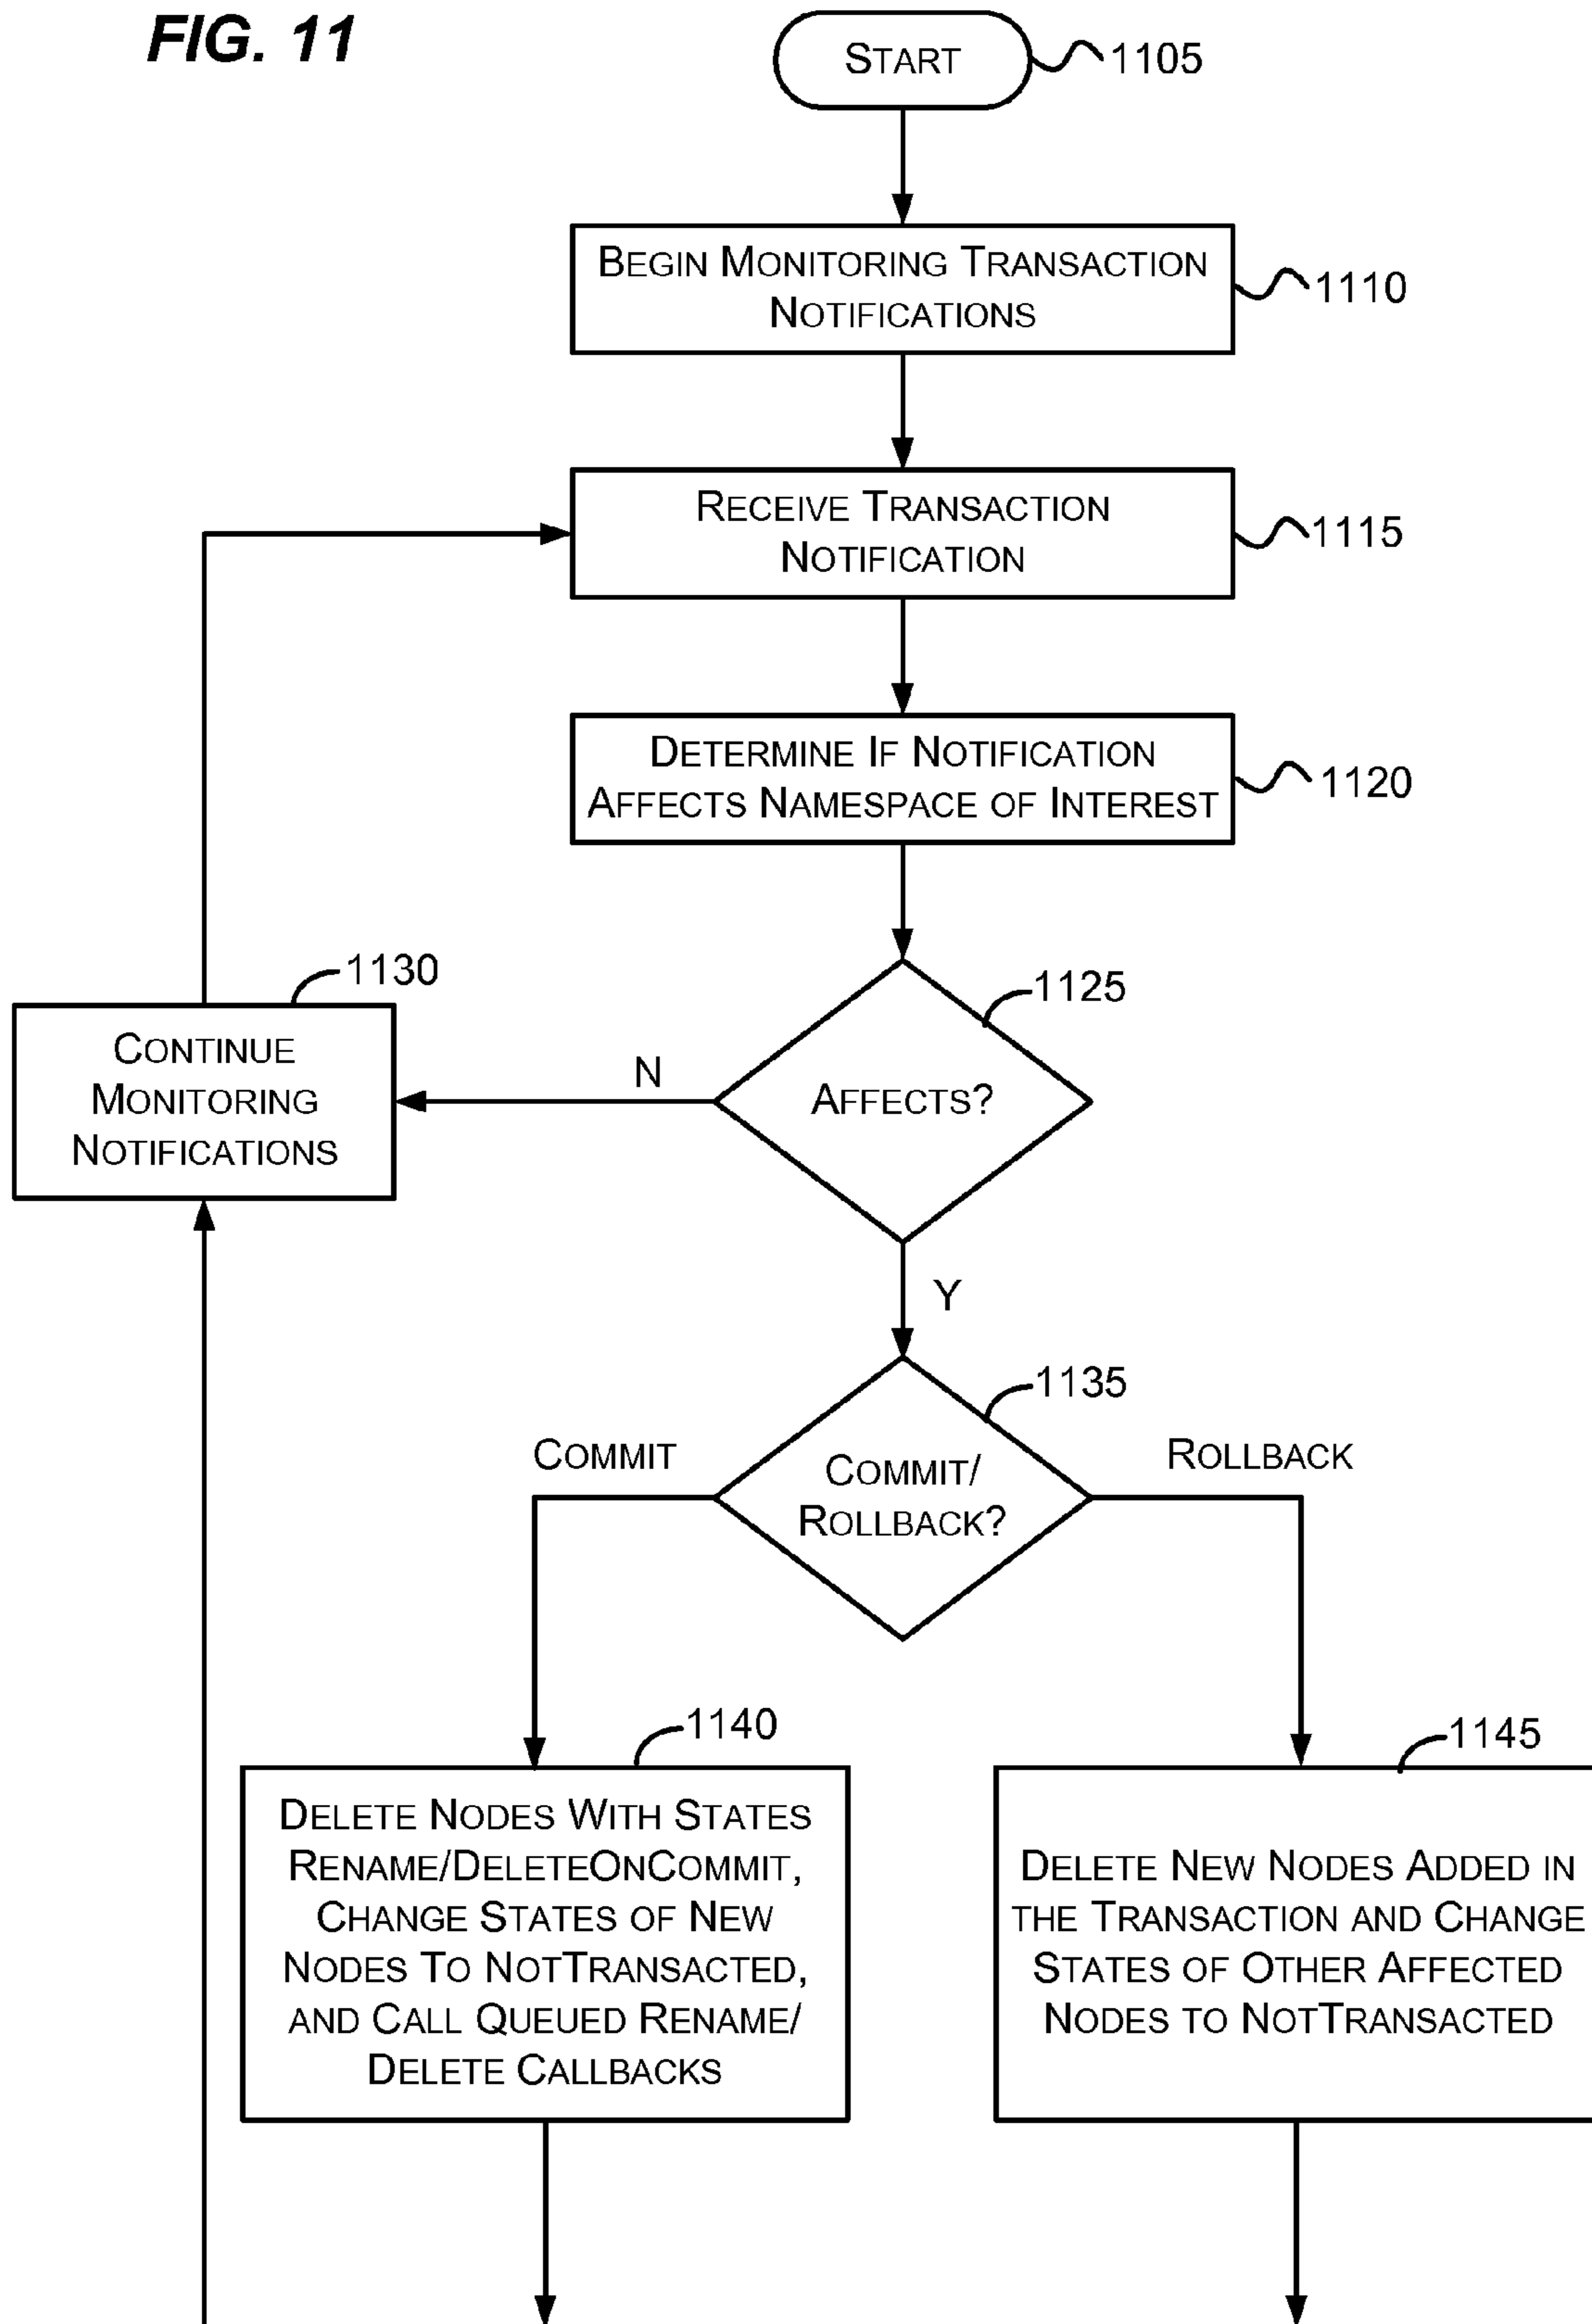 FIG. 11
START
1105
BEGIN MONITORING TRANSACTION
NOTIFICATIONS
1110
RECEIVE TRANSACTION
NOTIFICATION
1115
DETERMINE IF NOTIFICATION
AFFECTS NAMESPACE OF INTEREST
1120
1125
AFFECTS?
N
1130
CONTINUE
MONITORING
NOTIFICATIONS
Y
1135
COMMIT/
ROLLBACK?
COMMIT
ROLLBACK
1140
DELETE NODES WITH STATES
RENAME/DELETEONCOMMIT,
CHANGE STATES OF NEW
NODES TO NOTTRANSACTED,
AND CALL QUEUED RENAME/
DELETE CALLBACKS
1145
DELETE NEW NODES ADDED IN
THE TRANSACTION AND CHANGE
STATES OF OTHER AFFECTED
NODES TO NOTTRANSACTED